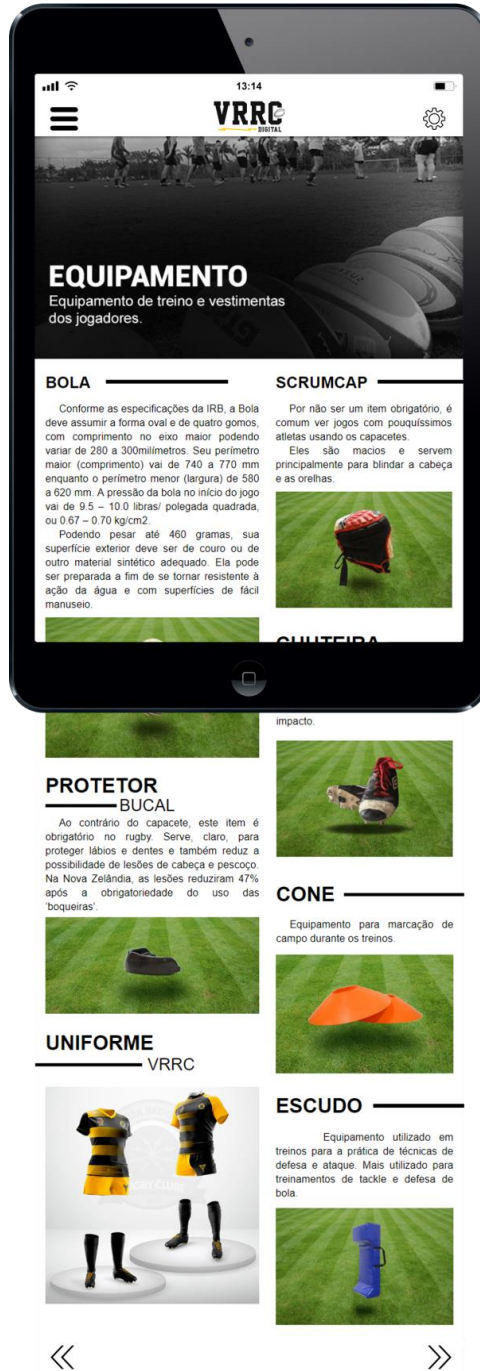 13:14
VRRC
DIGITAL
EQUIPAMENTO
Equipamento de treino e vestimentas
dos jogadores.
BOLA
Conforme as especificações da IRB, a Bola
deve assumir a forma oval e de quatro gomos,
com comprimento no eixo maior podendo
variar de 280 a 300milímetros. Seu perímetro
maior (comprimento) vai de 740 a 770 mm
enquanto o perímetro menor (largura) de 580
a 620 mm. A pressão da bola no início do jogo
vai de 9.5 – 10.0 libras/ polegada quadrada,
ou 0.67 – 0.70 kg/cm2.
Podendo pesar até 460 gramas, sua
superfície exterior deve ser de couro ou de
outro material sintético adequado. Ela pode
ser preparada a fim de se tornar resistente à
ação da água e com superfícies de fácil
manuseio.
PROTETOR
BUCAL
Ao contrário do capacete, este item é
obrigatório no rugby. Serve, claro, para
proteger lábios e dentes e também reduz a
possibilidade de lesões de cabeça e pescoço.
Na Nova Zelândia, as lesões reduziram 47%
após a obrigatoriedade do uso das
'boqueiras'.
UNIFORME
VRRC
SCRUMCAP
Por não ser um item obrigatório, é
comum ver jogos com pouquíssimos
atletas usando os capacetes.
Eles são macios e servem
principalmente para blindar a cabeça
e as orelhas.
CHUTEIRA
impacto.
CONE
Equipamento para marcação de
campo durante os treinos.
ESCUDO
Equipamento utilizado em
treinos para a prática de técnicas de
defesa e ataque. Mais utilizado para
treinamentos de tackle e defesa de
bola.